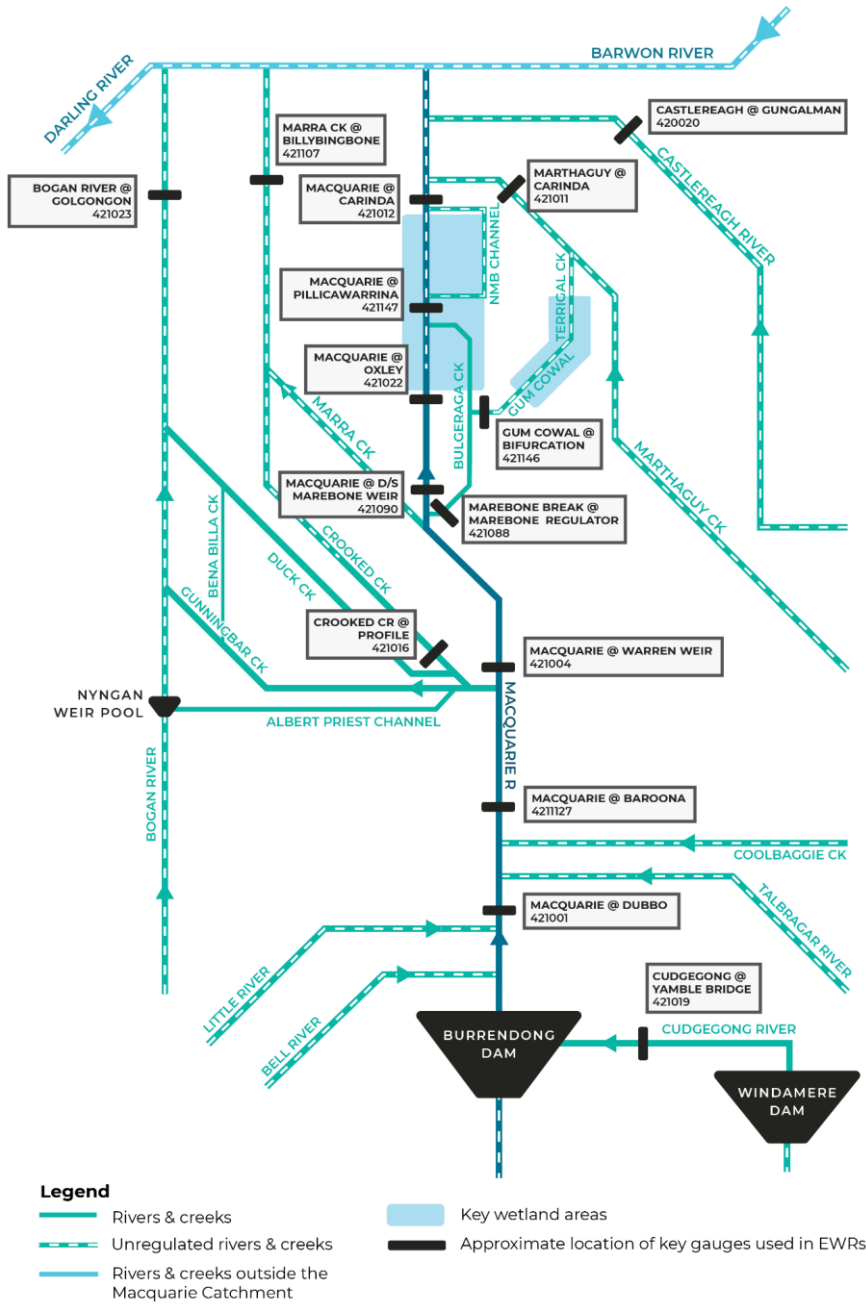 BARWON RIVER
DARLING RIVER
CASTLEREAGH @ GUNGALMAN
420020
MARRA CK @
BILLYBINGBONE
421107
BOGAN RIVER @
GOLGONGON
421023
MACQUARIE @
CARINDA
421012
MARTHAGUY @
CARINDA
421011
CASTLEREAGH RIVER
NMB CHANNEL
MACQUARIE @
PILLICAWARRINA
421147
TERRIGAL CK
MACQUARIE @
OXLEY
421022
GUM COWAL
BULGERAGA CK
MARRA CK
GUM COWAL @
BIFURCATION
421146
MACQUARIE @ D/S
MAREBONE WEIR
421090
MAREBONE BREAK @
MAREBONE REGULATOR
421088
MARTHAGUY CK
BENA BILLA CK
DUCK CK
CROOKED CK
GUNNINGBAR CK
CROOKED CR @
PROFILE
421016
MACQUARIE @ WARREN WEIR
421004
NYNGAN
WEIR POOL
ALBERT PRIEST CHANNEL
MACQUARIE R
BOGAN RIVER
MACQUARIE @ BAROONA
4211127
COOLBAGGIE CK
MACQUARIE @ DUBBO
421001
TALBRAGAR RIVER
LITTLE RIVER
BELL RIVER
CUDGEGONG @
YAMBLE BRIDGE
421019
BURRENDONG
DAM
CUDGEGONG RIVER
WINDAMERE
DAM
Legend
Rivers & creeks
Unregulated rivers & creeks
Rivers & creeks outside the
Macquarie Catchment
Key wetland areas
Approximate location of key gauges used in EWRs